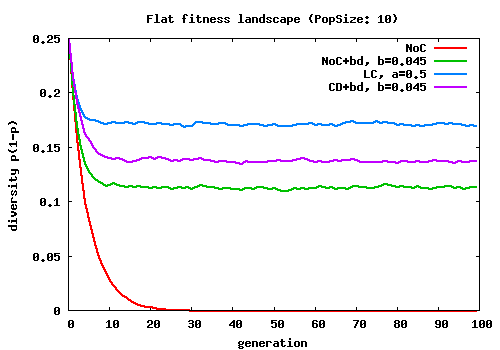 Flat fitness landscape (PopSize: 10)
0.25
NoC
NoC+bd, b=0.045
LC, a=0.5
CD+bd, b=0.045
0.2
0.15
0.1
0.05
0
diversity p(1-p)
0 10 20 30 40 50 60 70 80 90 100
generation